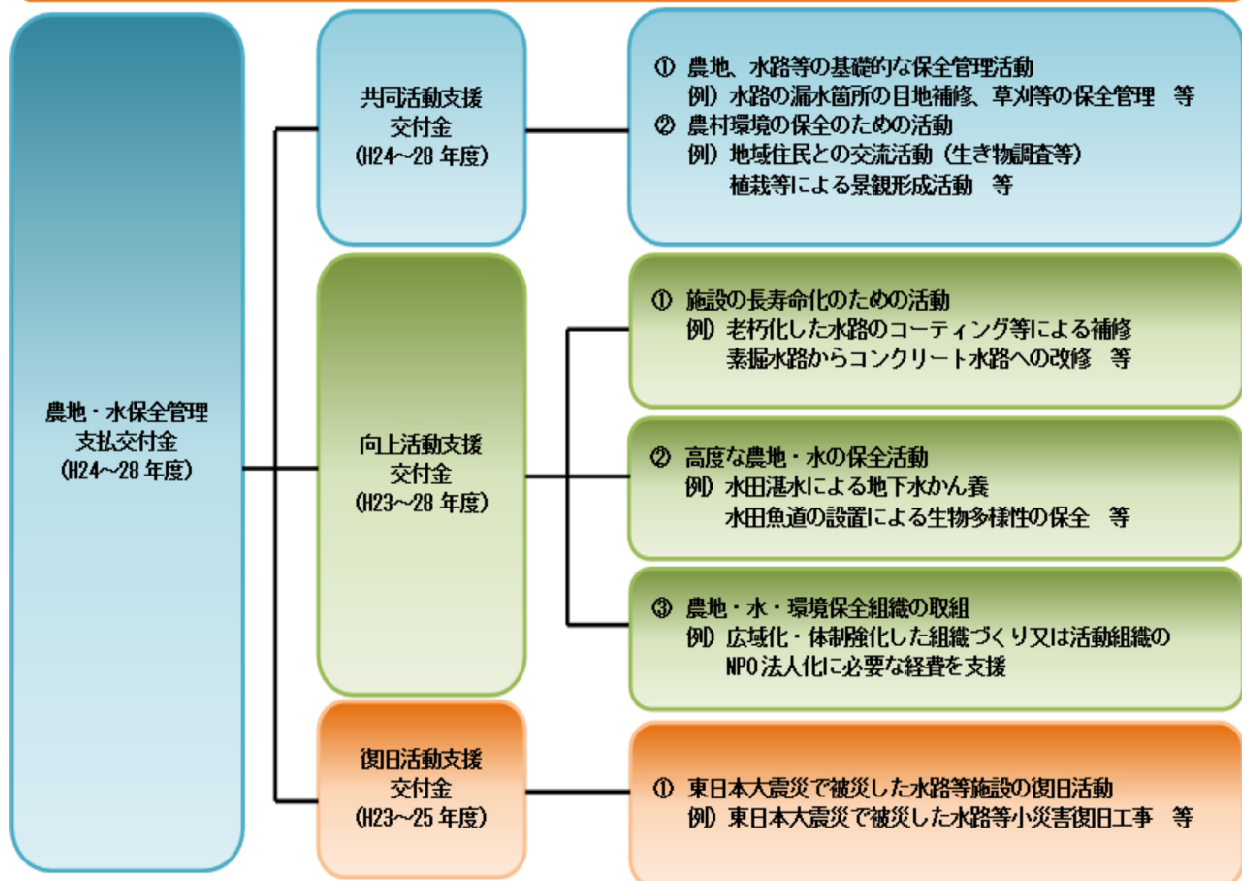 農地・水保全管理
支払交付金
(H24～28 年度)
共同活動支援
交付金
(H24～28 年度)
① 農地、水路等の基礎的な保全管理活動
例）水路の漏水箇所の目地補修、草刈等の保全管理　等
② 農村環境の保全のための活動
例）地域住民との交流活動（生き物調査等）
植栽等による景観形成活動　等
向上活動支援
交付金
(H23～28 年度)
① 施設の長寿命化のための活動
例）老朽化した水路のコーティング等による補修
素掘水路からコンクリート水路への改修　等
② 高度な農地・水の保全活動
例）水田湛水による地下水かん養
水田魚道の設置による生物多様性の保全　等
③ 農地・水・環境保全組織の取組
例）広域化・体制強化した組織づくり又は活動組織の
NPO 法人化に必要な経費を支援
復旧活動支援
交付金
(H23～25 年度)
① 東日本大震災で被災した水路等施設の復旧活動
例）東日本大震災で被災した水路等小災害復旧工事　等